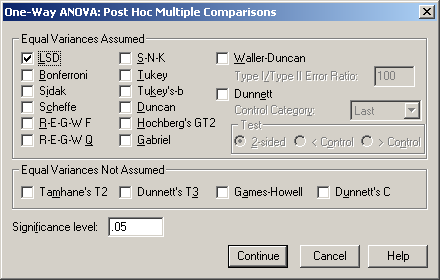 One-Way ANOVA: Post Hoc Multiple Comparisons
Equal Variances Assumed
LSD S-N-K Waller-Duncan
Bonferroni Tukey Type I/Type II Error Ratio: 100
Sidak Tukey's-b Dunnett
Scheffe Duncan Control Category: Last
R-E-G-W F Hochberg's GT2 Test
R-E-G-W Q Gabriel 2-sided < Control > Control
Equal Variances Not Assumed
Tamhane's T2 Dunnett's T3 Games-Howell Dunnett's C
Significance level: .05
Continue Cancel Help